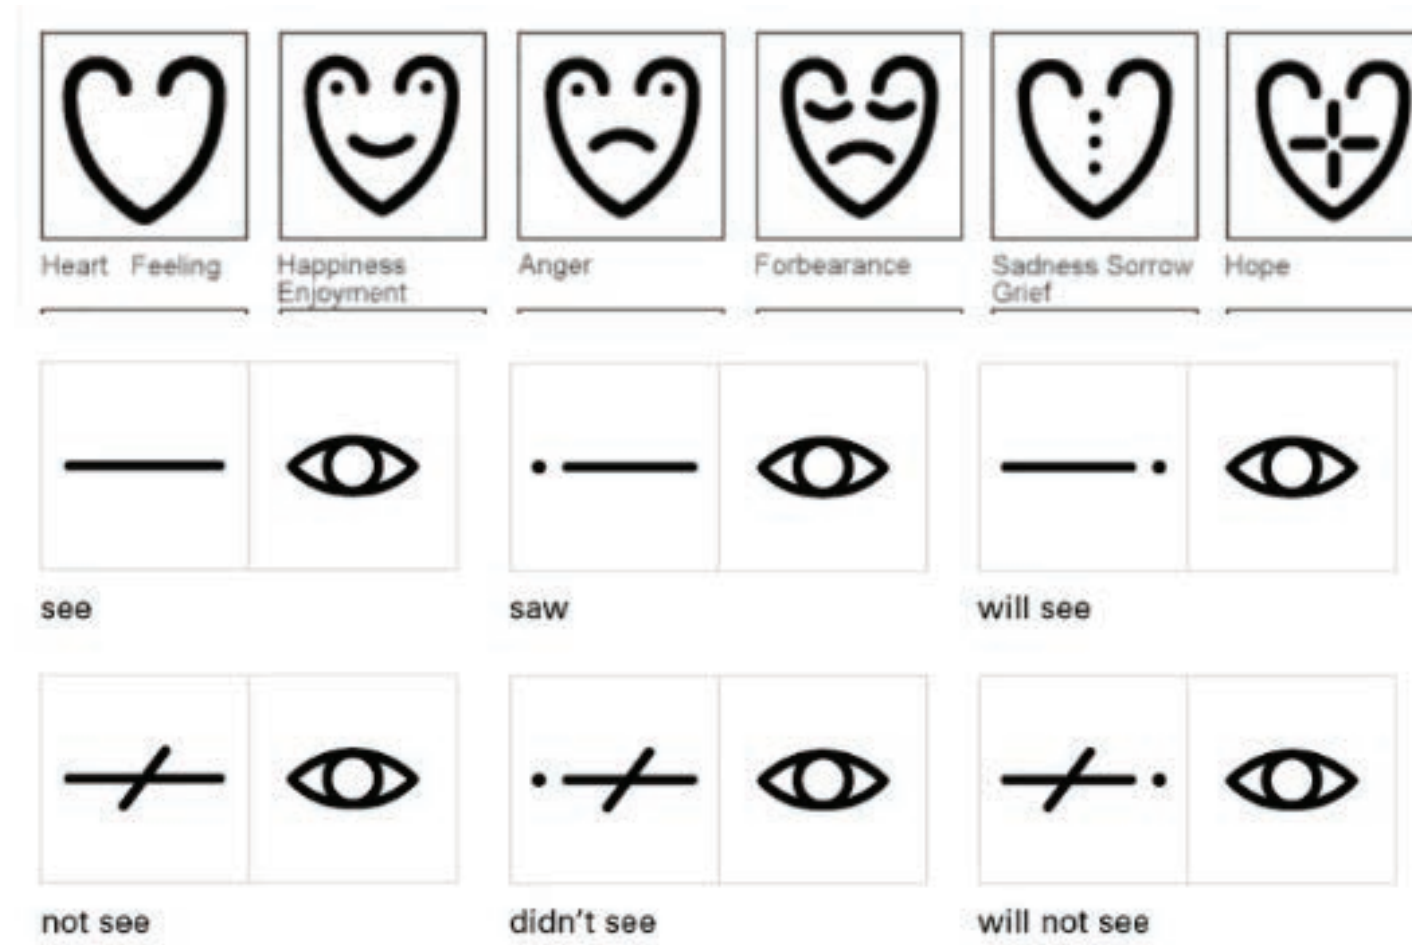 Heart Feeling
Happiness
Enjoyment
Anger
Forbearance
Sadness Sorrow
Grief
Hope
see
saw
will see
not see
didn't see
will not see